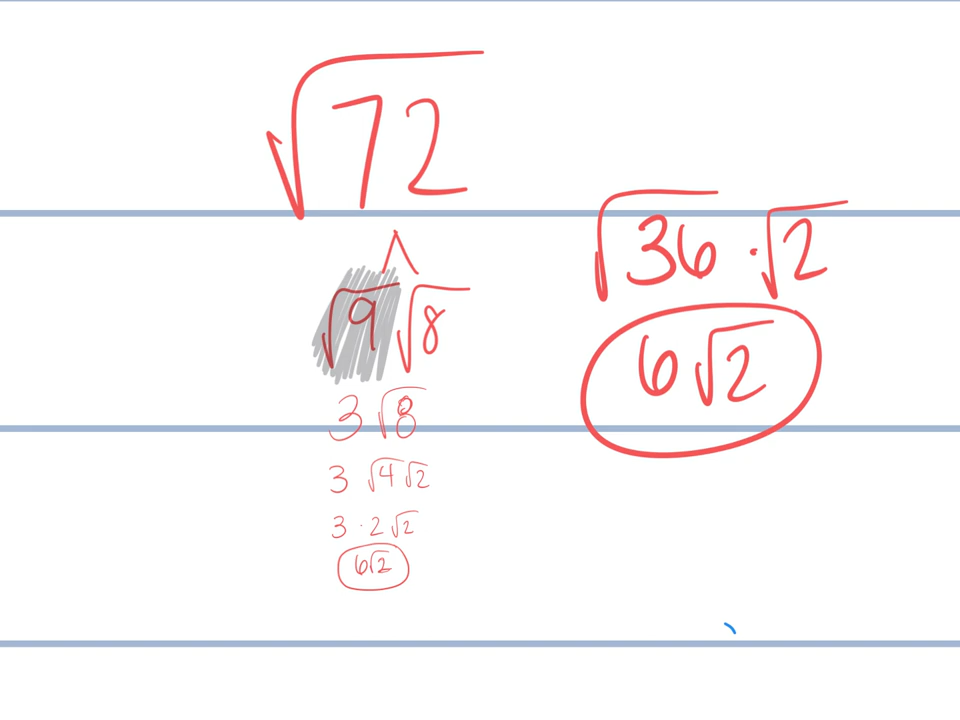 √72
√9 √8
3 √8
3 √4 √2
3 · 2 √2
6√2
√36 · √2
6√2